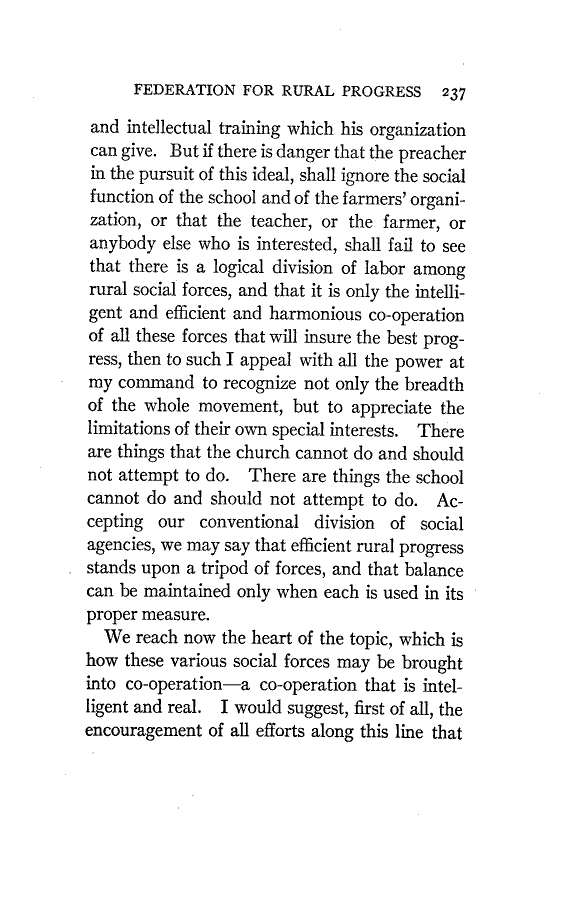 FEDERATION FOR RURAL PROGRESS 237
and intellectual training which his organization
can give. But if there is danger that the preacher
in the pursuit of this ideal, shall ignore the social
function of the school and of the farmers' organi-
zation, or that the teacher, or the farmer, or
anybody else who is interested, shall fail to see
that there is a logical division of labor among
rural social forces, and that it is only the intelli-
gent and efficient and harmonious co-operation
of all these forces that will insure the best prog-
ress, then to such I appeal with all the power at
my command to recognize not only the breadth
of the whole movement, but to appreciate the
limitations of their own special interests. There
are things that the church cannot do and should
not attempt to do. There are things the school
cannot do and should not attempt to do. Ac-
cepting our conventional division of social
agencies, we may say that efficient rural progress
stands upon a tripod of forces, and that balance
can be maintained only when each is used in its
proper measure.
We reach now the heart of the topic, which is
how these various social forces may be brought
into co-operation—a co-operation that is intel-
ligent and real. I would suggest, first of all, the
encouragement of all efforts along this line that